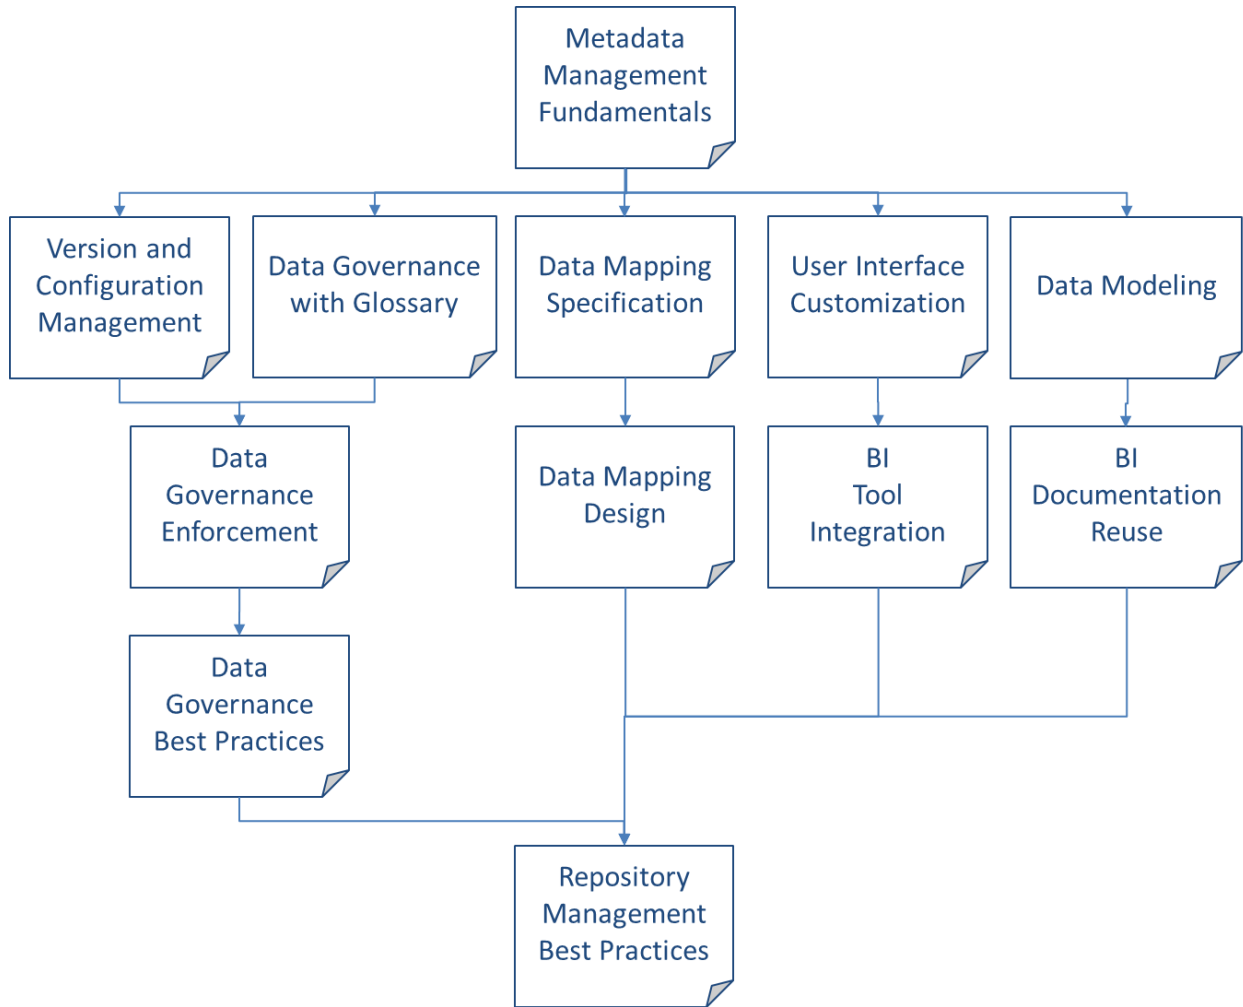 Metadata
Management
Fundamentals
Version and
Configuration
Management
Data Governance
with Glossary
Data Mapping
Specification
User Interface
Customization
Data Modeling
Data
Governance
Enforcement
Data Mapping
Design
BI
Tool
Integration
BI
Documentation
Reuse
Data
Governance
Best Practices
Repository
Management
Best Practices